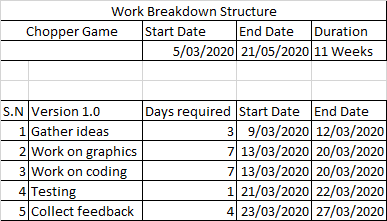 Work Breakdown Structure
Chopper Game Start Date End Date Duration
5/03/2020 21/05/2020 11 Weeks
S.N Version 1.0 Days required Start Date End Date
1 Gather ideas 3 9/03/2020 12/03/2020
2 Work on graphics 7 13/03/2020 20/03/2020
3 Work on coding 7 13/03/2020 20/03/2020
4 Testing 1 21/03/2020 22/03/2020
5 Collect feedback 4 23/03/2020 27/03/2020